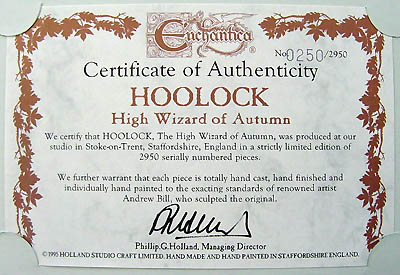 Enchantica ®
No 0250/2950
Certificate of Authenticity
HOOLOCK
High Wizard of Autumn
We certify that HOOLOCK, The High Wizard of Autumn, was produced at our
studio in Stoke-on-Trent, Staffordshire, England in a strictly limited edition of
2950 serially numbered pieces.
We further warrant that each piece is totally hand cast, hand finished and
individually hand painted to the exacting standards of renowned artist
Andrew Bill, who sculpted the original.
Phillip.G.Holland, Managing Director
HOLLAND STUDIO CRAFT LIMITED. HAND MADE AND HAND PAINTED IN STAFFORDSHIRE ENGLAND.